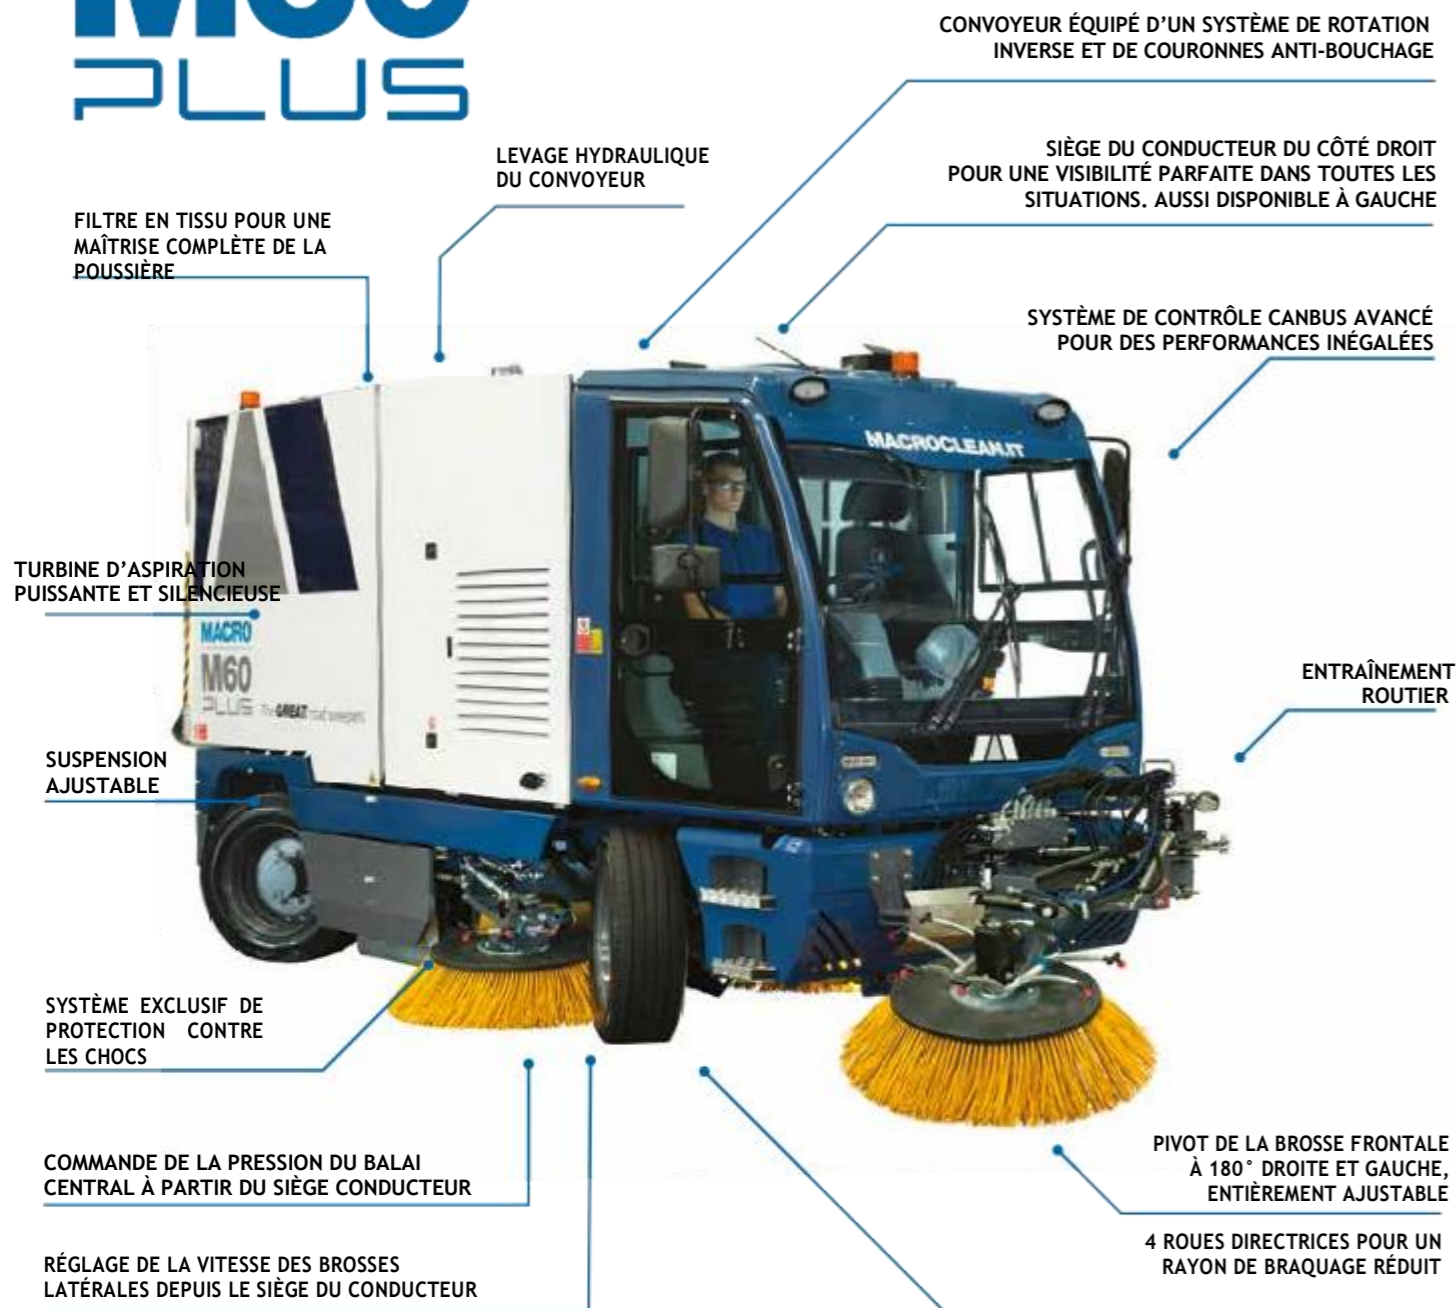 M60
PLUS
CONVOYEUR ÉQUIPÉ D’UN SYSTÈME DE ROTATION
INVERSE ET DE COURONNES ANTI-BOUCHAGE
LEVAGE HYDRAULIQUE
DU CONVOYEUR
SIÈGE DU CONDUCTEUR DU CÔTÉ DROIT
POUR UNE VISIBILITÉ PARFAITE DANS TOUTES LES
SITUATIONS. AUSSI DISPONIBLE À GAUCHE
FILTRE EN TISSU POUR UNE
MAÎTRISE COMPLÈTE DE LA
POUSSIÈRE
SYSTÈME DE CONTRÔLE CANBUS AVANCÉ
POUR DES PERFORMANCES INÉGALÉES
MACROCLEAN.IT
TURBINE D’ASPIRATION
PUISSANTE ET SILENCIEUSE
MACRO
M60
PLUS The GREAT road sweepers
ENTRAÎNEMENT
ROUTIER
SUSPENSION
AJUSTABLE
SYSTÈME EXCLUSIF DE
PROTECTION CONTRE
LES CHOCS
COMMANDE DE LA PRESSION DU BALAI
CENTRAL À PARTIR DU SIÈGE CONDUCTEUR
PIVOT DE LA BROSSE FRONTALE
À 180° DROITE ET GAUCHE,
ENTIÈREMENT AJUSTABLE
RÉGLAGE DE LA VITESSE DES BROSSES
LATÉRALES DEPUIS LE SIÈGE DU CONDUCTEUR
4 ROUES DIRECTRICES POUR UN
RAYON DE BRAQUAGE RÉDUIT